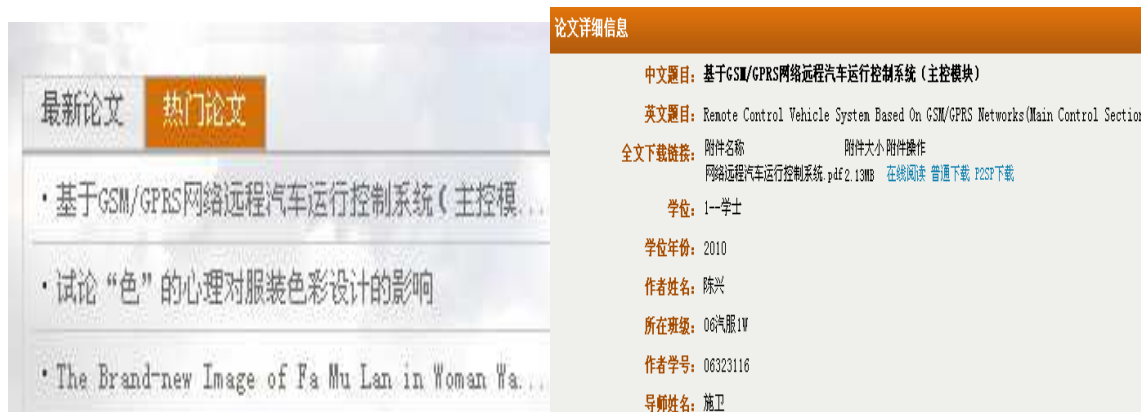 最新论文 热门论文
·基于GSM/GPRS网络远程汽车运行控制系统(主控模...
·试论“色”的心理对服装色彩设计的影响
·The Brand-new Image of Fa Mu Lan in Woman Wa...
论文详细信息
中文题目: 基于GSM/GPRS网络远程汽车运行控制系统(主控模块)
英文题目: Remote Control Vehicle System Based On GSM/GPRS Networks(Main Control Section
全文下载链接: 附件名称 附件大小 附件操作
网络远程汽车运行控制系统.pdf 2.13MB 在线阅读 普通下载 P2SP下载
学位: 1--学士
学位年份: 2010
作者姓名: 陈兴
所在班级: 06汽服1W
作者学号: 06323116
导师姓名: 施卫